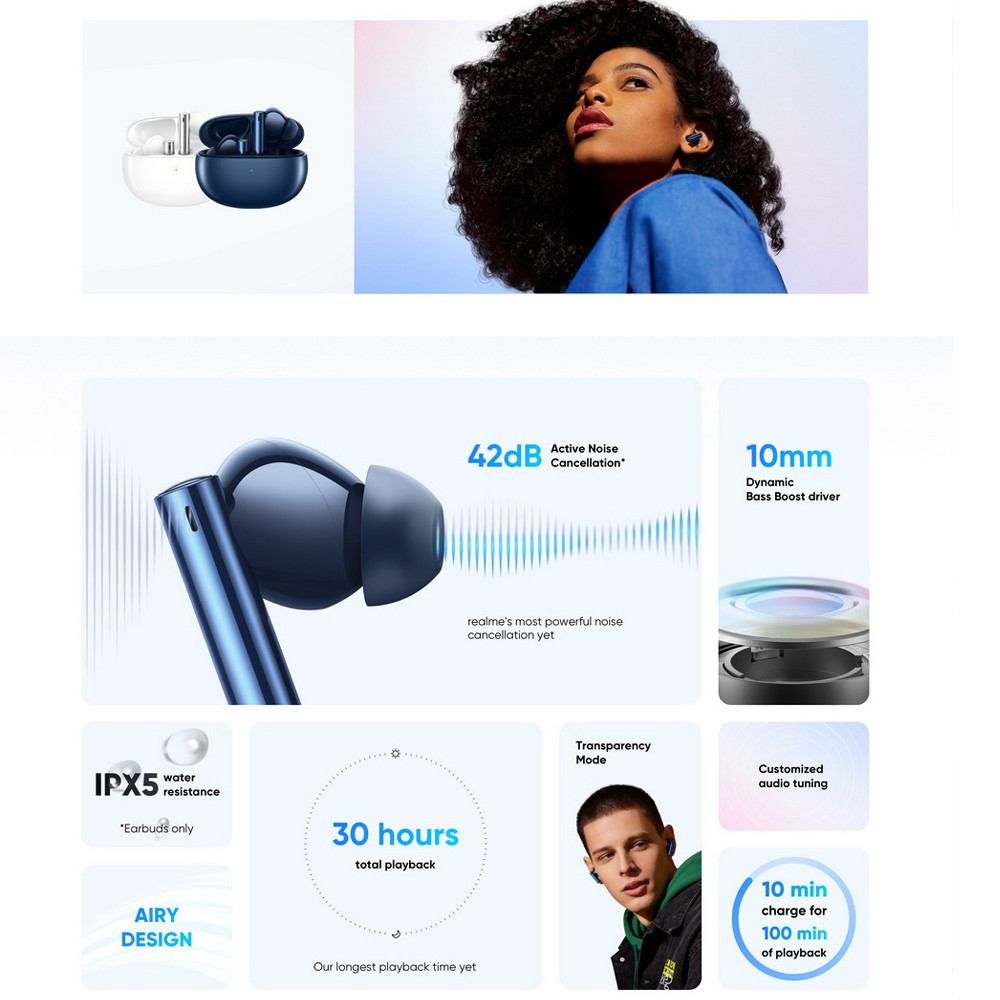 42dB Active Noise
Cancellation*
realme's most powerful noise
cancellation yet
10mm
Dynamic
Bass Boost driver
IPX5 water
resistance
*Earbuds only
AIRY
DESIGN
30 hours
total playback
Our longest playback time yet
Transparency
Mode
Customized
audio tuning
10 min
charge for
100 min
of playback